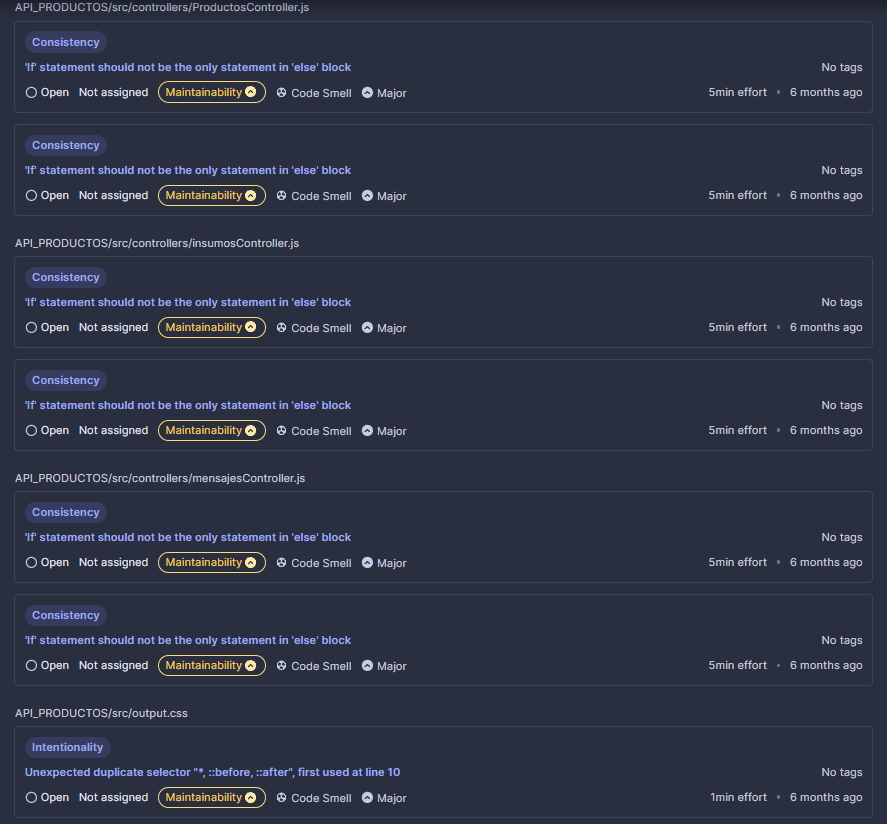 API_PRODUCTOS/src/controllers/ProductosController.js
Consistency
'If' statement should not be the only statement in 'else' block No tags
Open Not assigned Maintainability Code Smell Major 5min effort • 6 months ago
Consistency
'If' statement should not be the only statement in 'else' block No tags
Open Not assigned Maintainability Code Smell Major 5min effort • 6 months ago
API_PRODUCTOS/src/controllers/insumosController.js
Consistency
'If' statement should not be the only statement in 'else' block No tags
Open Not assigned Maintainability Code Smell Major 5min effort • 6 months ago
Consistency
'If' statement should not be the only statement in 'else' block No tags
Open Not assigned Maintainability Code Smell Major 5min effort • 6 months ago
API_PRODUCTOS/src/controllers/mensajesController.js
Consistency
'If' statement should not be the only statement in 'else' block No tags
Open Not assigned Maintainability Code Smell Major 5min effort • 6 months ago
Consistency
'If' statement should not be the only statement in 'else' block No tags
Open Not assigned Maintainability Code Smell Major 5min effort • 6 months ago
API_PRODUCTOS/src/output.css
Intentionality
Unexpected duplicate selector "*, ::before, ::after", first used at line 10 No tags
Open Not assigned Maintainability Code Smell Major 1min effort • 6 months ago